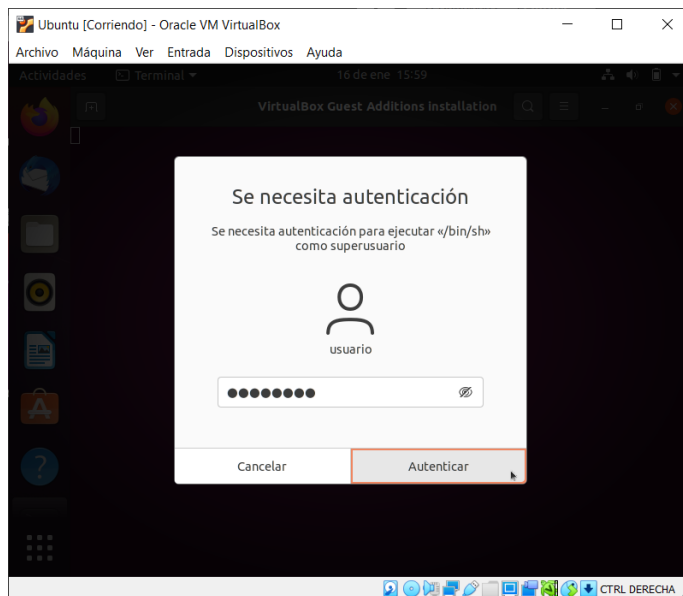 Ubuntu [Corriendo] - Oracle VM VirtualBox
Archivo Máquina Ver Entrada Dispositivos Ayuda
Actividades Terminal 16 de ene 15:59
VirtualBox Guest Additions installation
Se necesita autenticación
Se necesita autenticación para ejecutar «/bin/sh»
como superusuario
usuario
●●●●●●●●
Cancelar Autenticar
CTRL DERECHA